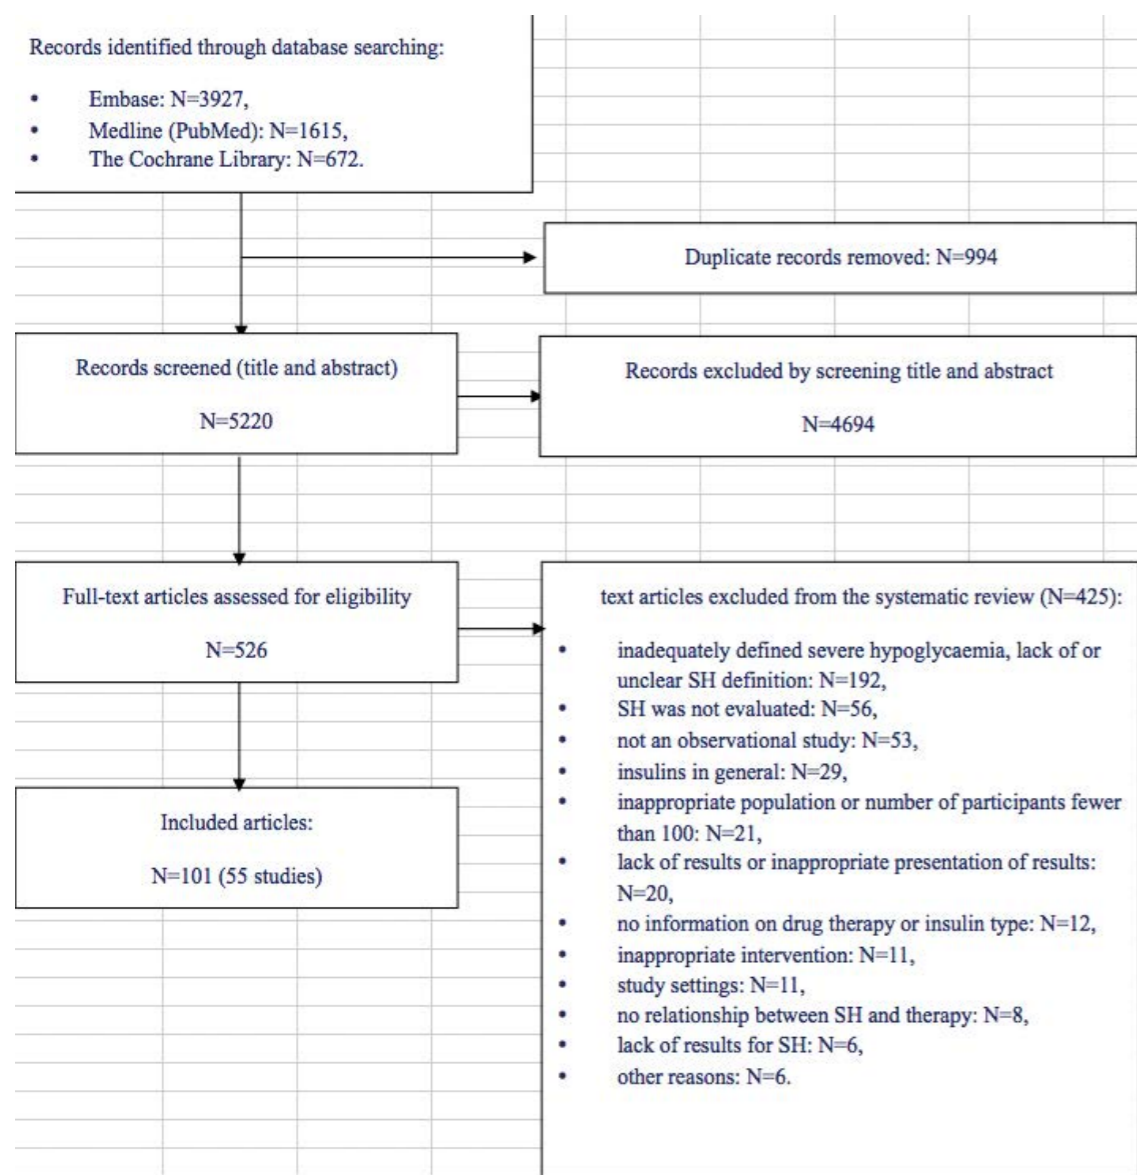 Records identified through database searching:
• Embase: N=3927,
• Medline (PubMed): N=1615,
• The Cochrane Library: N=672.
Duplicate records removed: N=994
Records screened (title and abstract)
N=5220
Records excluded by screening title and abstract
N=4694
Full-text articles assessed for eligibility
N=526
text articles excluded from the systematic review (N=425):
• inadequately defined severe hypoglycaemia, lack of or
unclear SH definition: N=192,
• SH was not evaluated: N=56,
• not an observational study: N=53,
• insulins in general: N=29,
• inappropriate population or number of participants fewer
than 100: N=21,
• lack of results or inappropriate presentation of results:
N=20,
• no information on drug therapy or insulin type: N=12,
• inappropriate intervention: N=11,
• study settings: N=11,
• no relationship between SH and therapy: N=8,
• lack of results for SH: N=6,
• other reasons: N=6.
Included articles:
N=101 (55 studies)